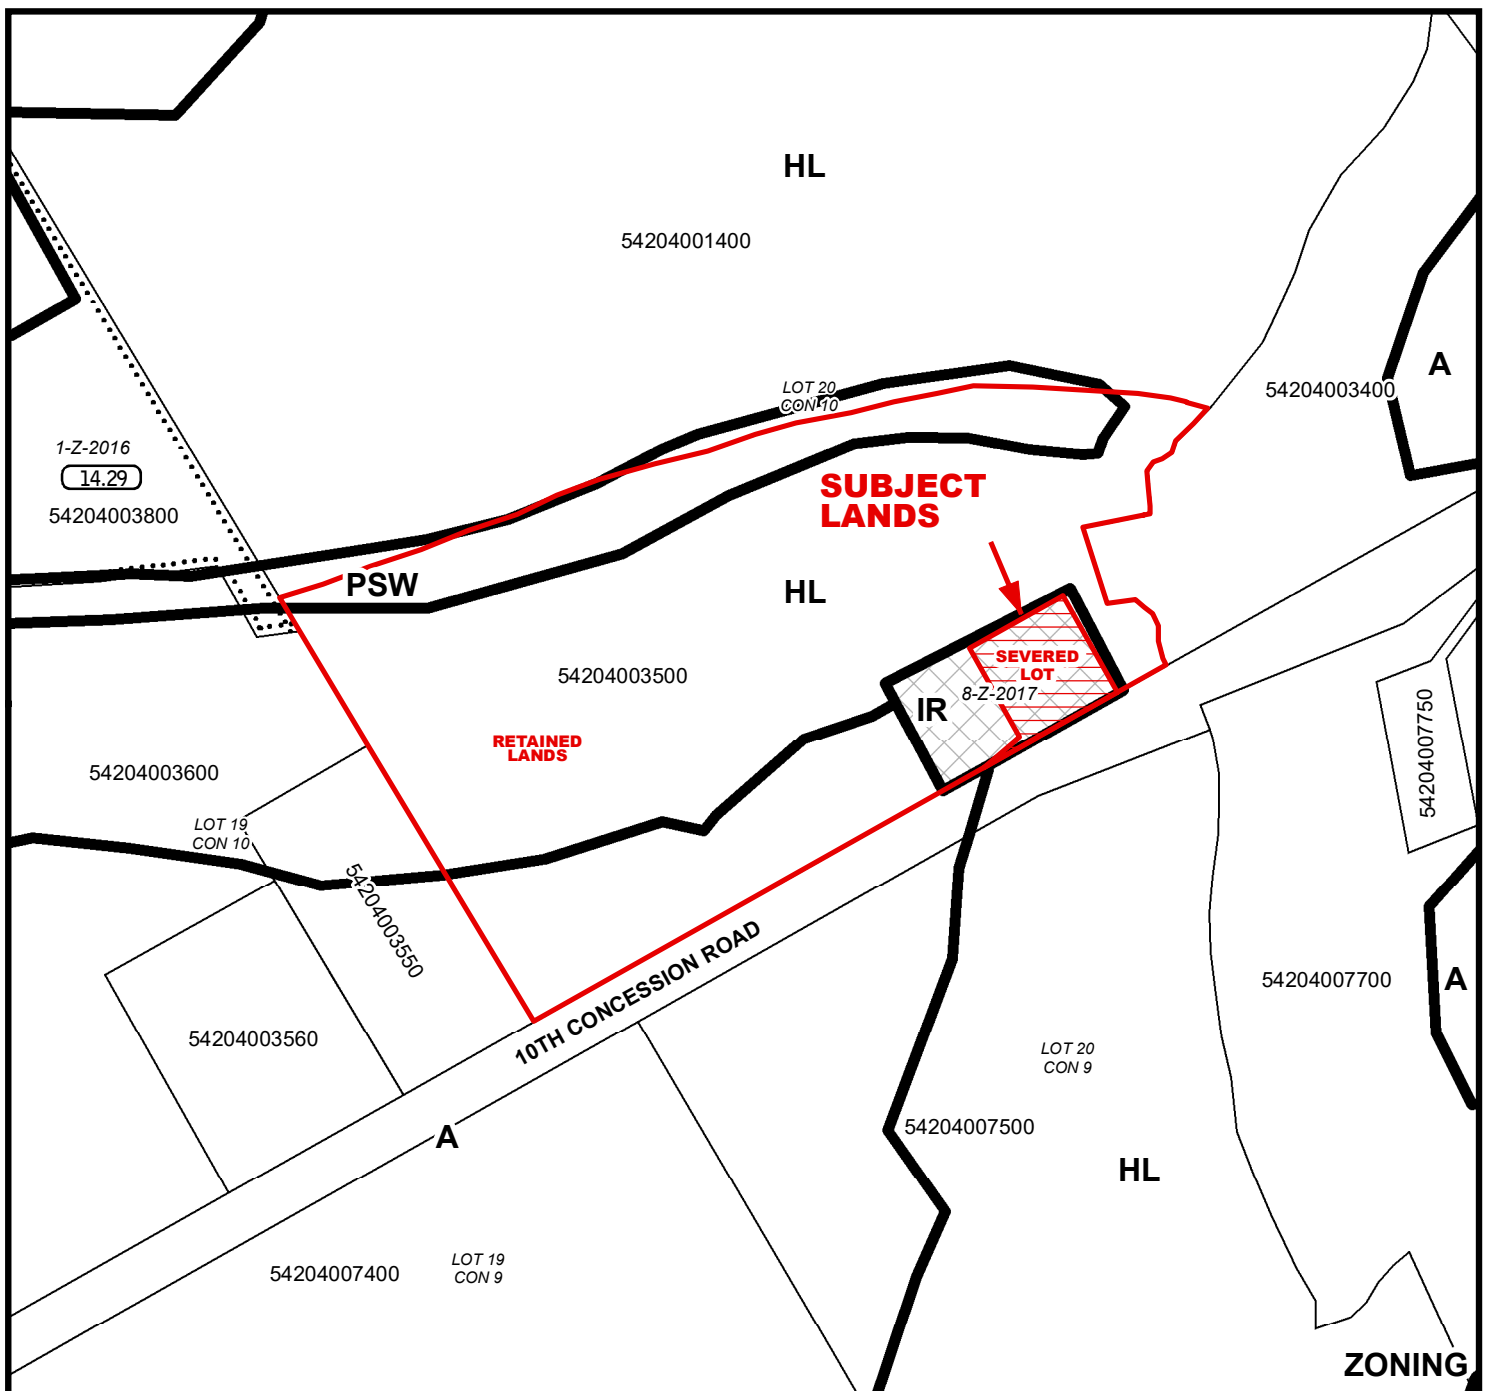 HL
54204001400
A
54204003400
LOT 20
CON 10
1-Z-2016
14.29
54204003800
SUBJECT
LANDS
PSW
HL
54204003500
SEVERED
LOT
8-Z-2017
IR
RETAINED
LANDS
54204003600
54204007750
LOT 19
CON 10
54204003550
10TH CONCESSION ROAD
54204007700
A
54204003560
LOT 20
CON 9
54204007500
A
HL
54204007400
LOT 19
CON 9
ZONING